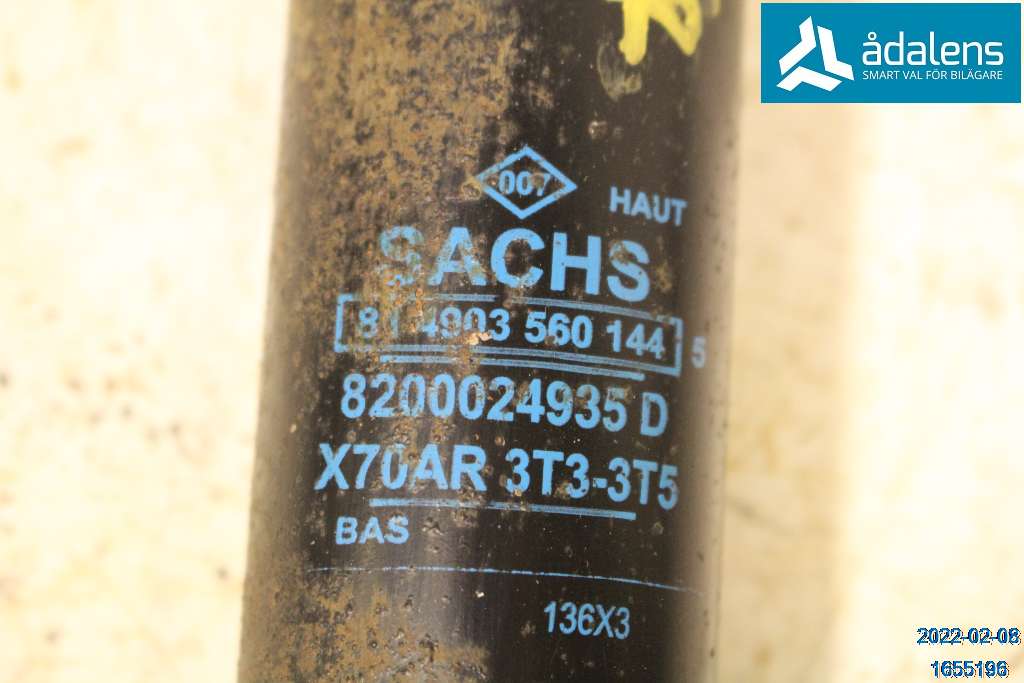 ådalens
SMART VAL FÖR BILÄGARE
007
HAUT
SACHS
4903 560 144 5
8200024935 D
X70AR 3T3-3T5
BAS
136X3
2022-02-08
1655196